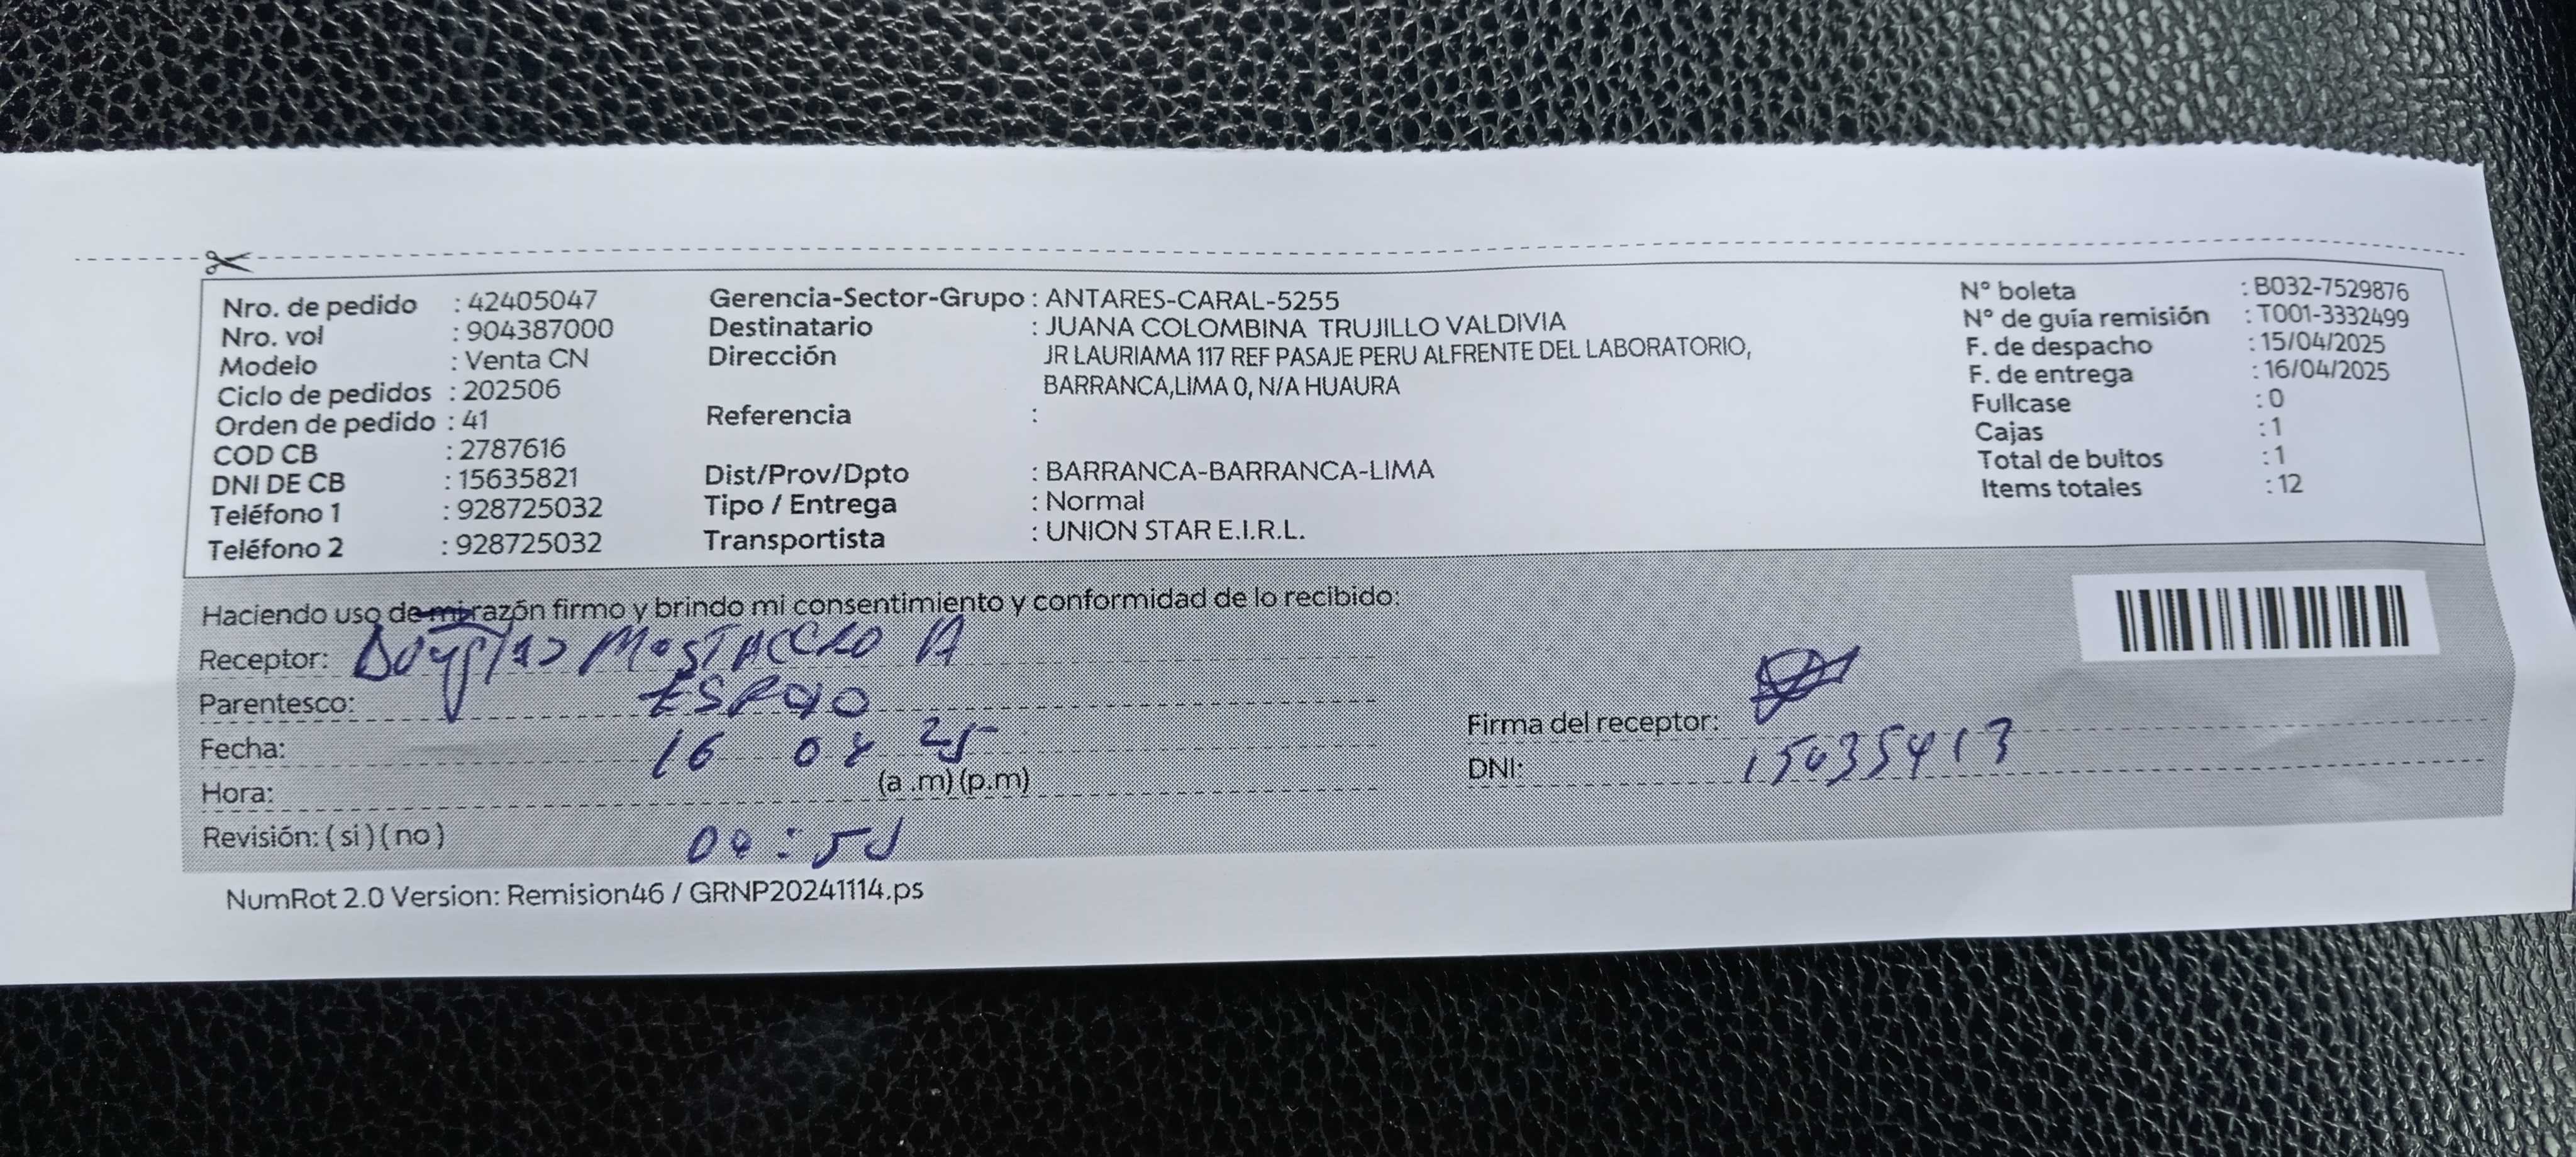 Nro. de pedido : 42405047
Nro. vol : 904387000
Modelo : Venta CN
Ciclo de pedidos : 202506
Orden de pedido : 41
COD CB : 2787616
DNI DE CB : 15635821
Teléfono 1 : 928725032
Teléfono 2 : 928725032
Gerencia-Sector-Grupo : ANTARES-CARAL-5255
Destinatario : JUANA COLOMBINA TRUJILLO VALDIVIA
Dirección JR LAURIAMA 117 REF PASAJE PERU ALFRENTE DEL LABORATORIO,
BARRANCA,LIMA 0, N/A HUAURA
Referencia :
Dist/Prov/Dpto : BARRANCA-BARRANCA-LIMA
Tipo / Entrega : Normal
Transportista : UNION STAR E.I.R.L.
N° boleta : B032-7529876
N° de guía remisión : T001-3332499
F. de despacho : 15/04/2025
F. de entrega : 16/04/2025
Fullcase : 0
Cajas : 1
Total de bultos : 1
Items totales : 12
Haciendo uso de mi razón firmo y brindo mi consentimiento y conformidad de lo recibido:
Receptor: Douglas MOSTACERO A
Parentesco: ESPOSO
Fecha: 16 04 25
Hora: (a .m) (p.m)
Revisión: ( si ) ( no )
Firma del receptor:
DNI: 15635413
NumRot 2.0 Version: Remision46 / GRNP20241114.ps